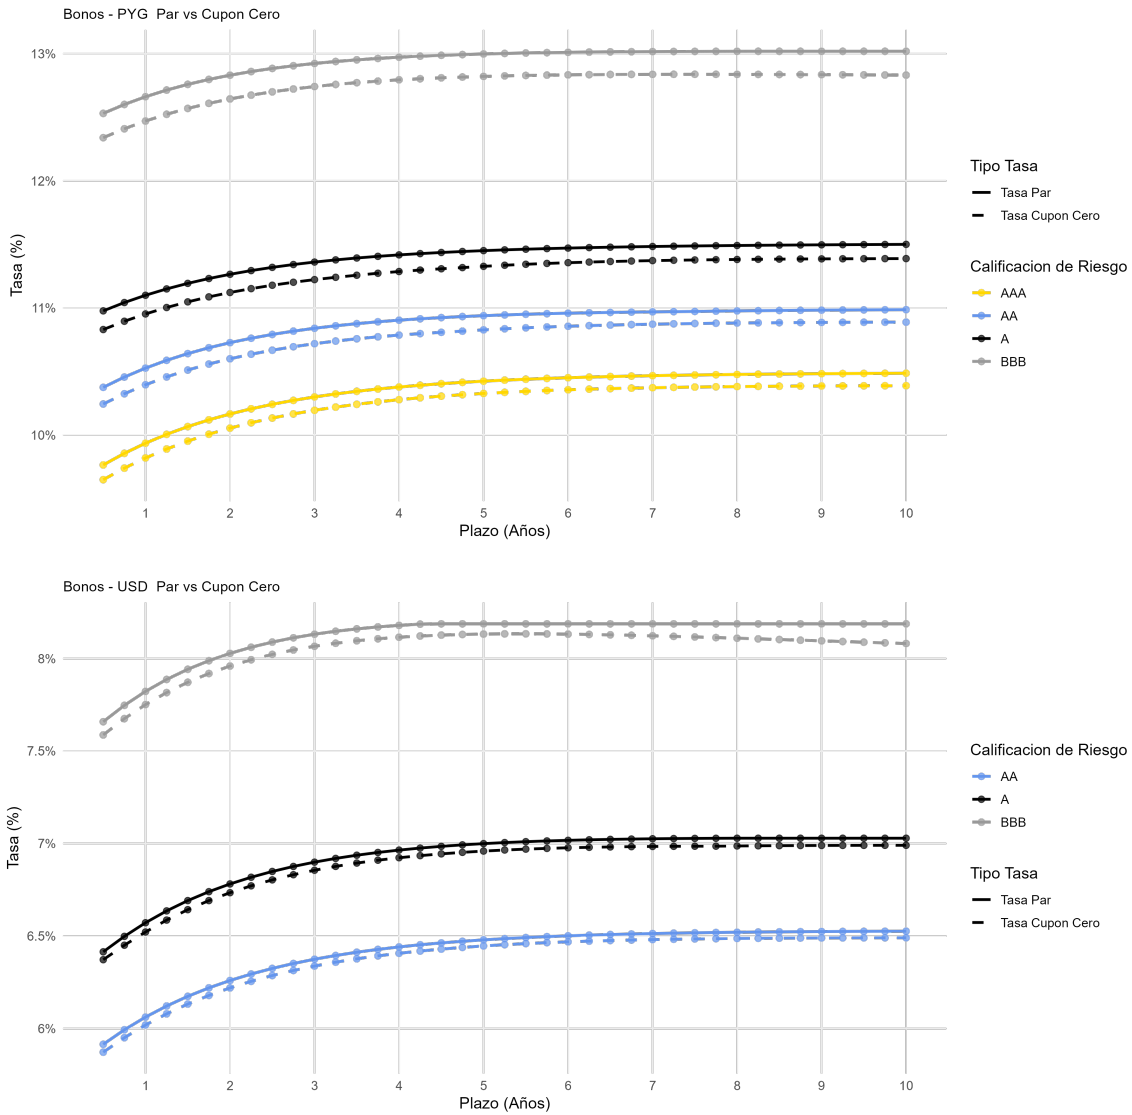 Bonos - PYG  Par vs Cupon Cero
13%
12%
11%
10%
Tasa (%)
1 2 3 4 5 6 7 8 9 10
Plazo (Años)
Tipo Tasa
Tasa Par
Tasa Cupon Cero
Calificacion de Riesgo
AAA
AA
A
BBB
Bonos - USD  Par vs Cupon Cero
8%
7.5%
7%
6.5%
6%
Tasa (%)
1 2 3 4 5 6 7 8 9 10
Plazo (Años)
Calificacion de Riesgo
AA
A
BBB
Tipo Tasa
Tasa Par
Tasa Cupon Cero